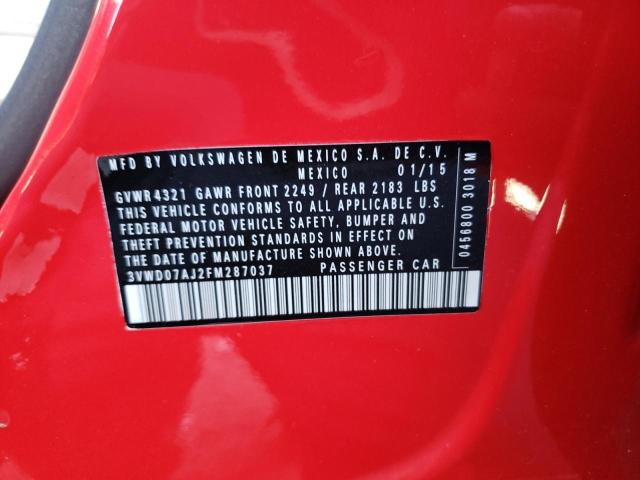 MFD BY VOLKSWAGEN DE MEXICO S.A. DE C.V.
MEXICO 01/15
GVWR 4321 GAWR FRONT 2249 / REAR 2183 LBS
THIS VEHICLE CONFORMS TO ALL APPLICABLE U.S.
FEDERAL MOTOR VEHICLE SAFETY, BUMPER AND
THEFT PREVENTION STANDARDS IN EFFECT ON
THE DATE OF MANUFACTURE SHOWN ABOVE.
3VWD07AJ2FM287037 PASSENGER CAR
0456800 3018 M